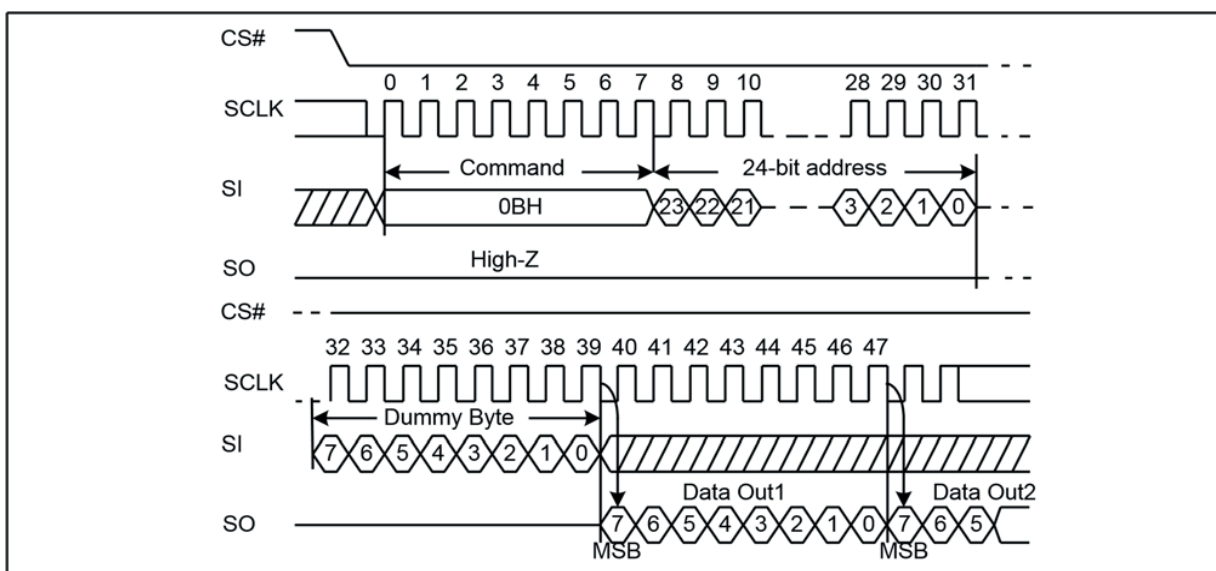 CS#
0 1 2 3 4 5 6 7 8 9 10 28 29 30 31
SCLK
Command 24-bit address
SI
0BH 23 22 21 3 2 1 0
High-Z
SO
CS#
32 33 34 35 36 37 38 39 40 41 42 43 44 45 46 47
SCLK
Dummy Byte
SI
7 6 5 4 3 2 1 0
Data Out1 Data Out2
SO 7 6 5 4 3 2 1 0 7 6 5
MSB MSB